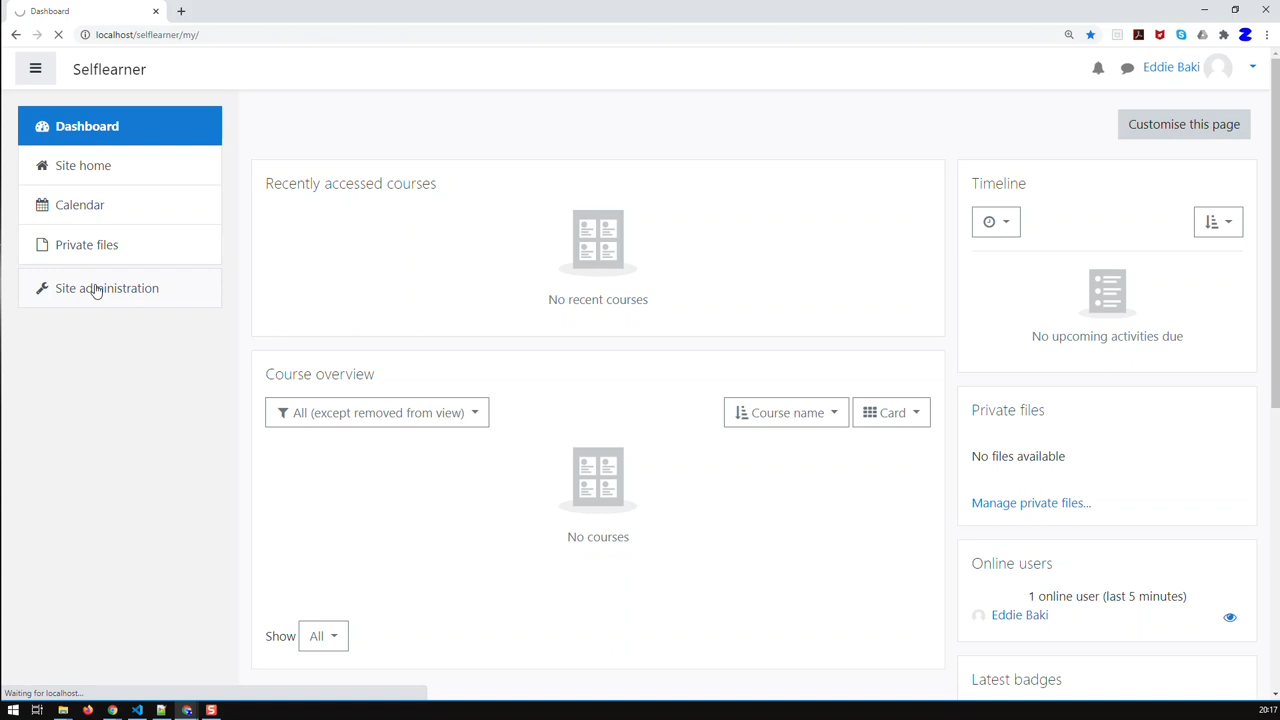 Dashboard
localhost/selflearner/my/
Selflearner
Eddie Baki
Dashboard
Site home
Calendar
Private files
Site administration
Customise this page
Recently accessed courses
No recent courses
Course overview
All (except removed from view)
Course name
Card
No courses
Show
All
Timeline
No upcoming activities due
Private files
No files available
Manage private files...
Online users
1 online user (last 5 minutes)
Eddie Baki
Latest badges
Waiting for localhost...
20:17